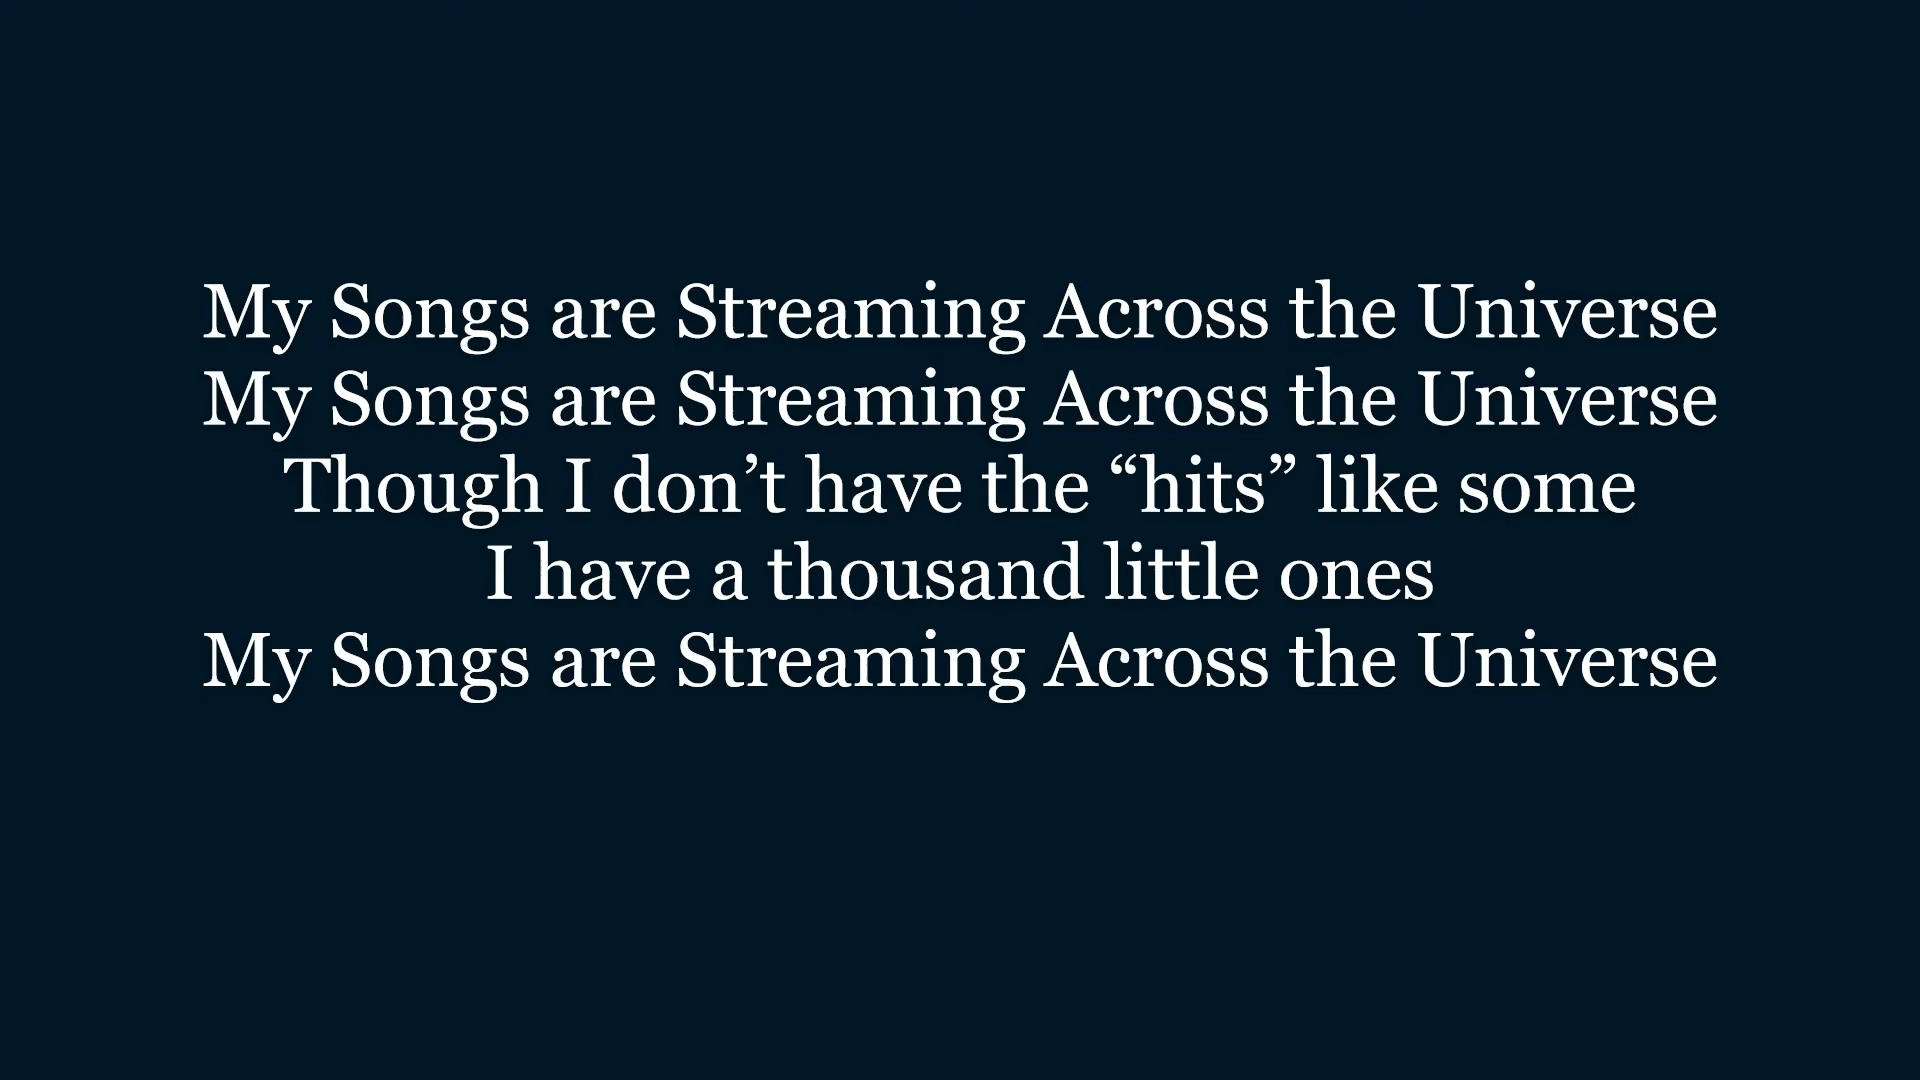 My Songs are Streaming Across the Universe
My Songs are Streaming Across the Universe
Though I don’t have the “hits” like some
I have a thousand little ones
My Songs are Streaming Across the Universe